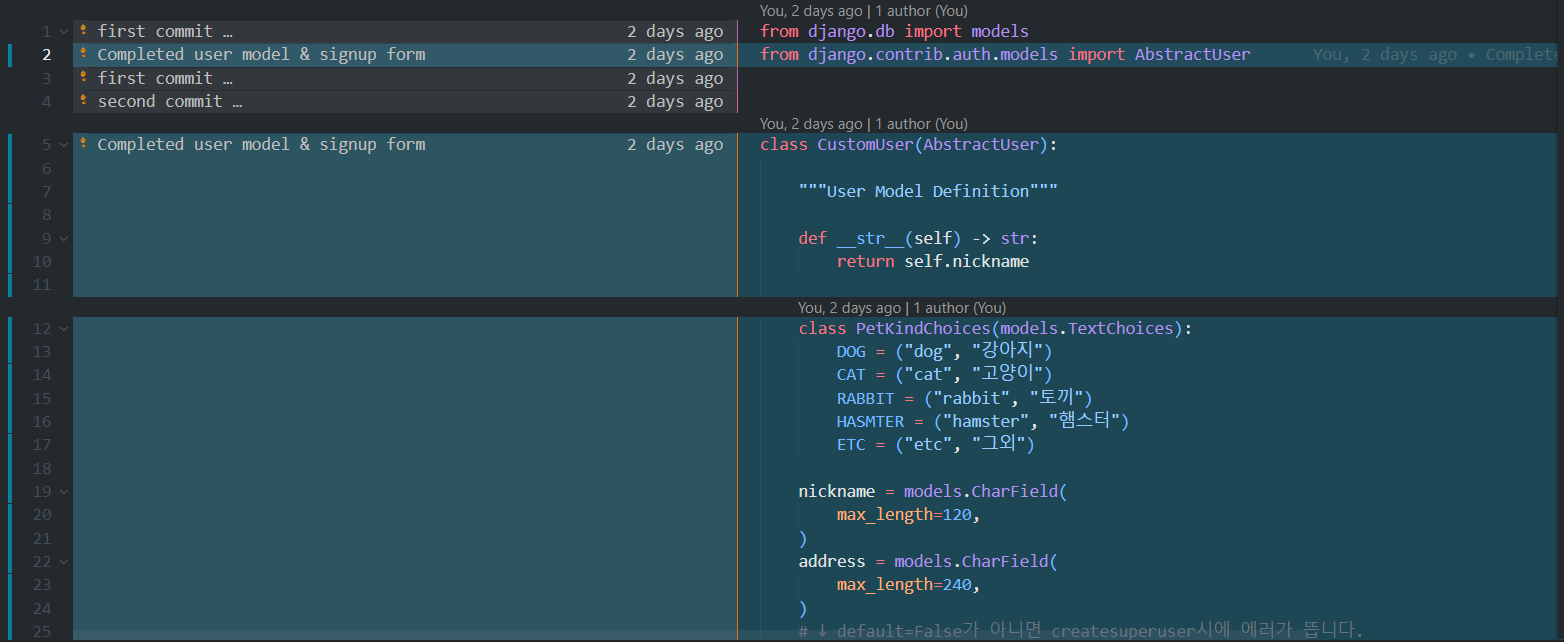 You, 2 days ago | 1 author (You)
1 first commit … 2 days ago from django.db import models
2 Completed user model & signup form 2 days ago from django.contrib.auth.models import AbstractUser You, 2 days ago • Complete
3 first commit … 2 days ago
4 second commit … 2 days ago
You, 2 days ago | 1 author (You)
5 Completed user model & signup form 2 days ago class CustomUser(AbstractUser):
6
7 """User Model Definition"""
8
9 def __str__(self) -> str:
10 return self.nickname
11
You, 2 days ago | 1 author (You)
12 class PetKindChoices(models.TextChoices):
13 DOG = ("dog", "강아지")
14 CAT = ("cat", "고양이")
15 RABBIT = ("rabbit", "토끼")
16 HASMTER = ("hamster", "햄스터")
17 ETC = ("etc", "그외")
18
19 nickname = models.CharField(
20 max_length=120,
21 )
22 address = models.CharField(
23 max_length=240,
24 )
25 # ↓ default=False가 아니면 createsuperuser시에 에러가 뜹니다.